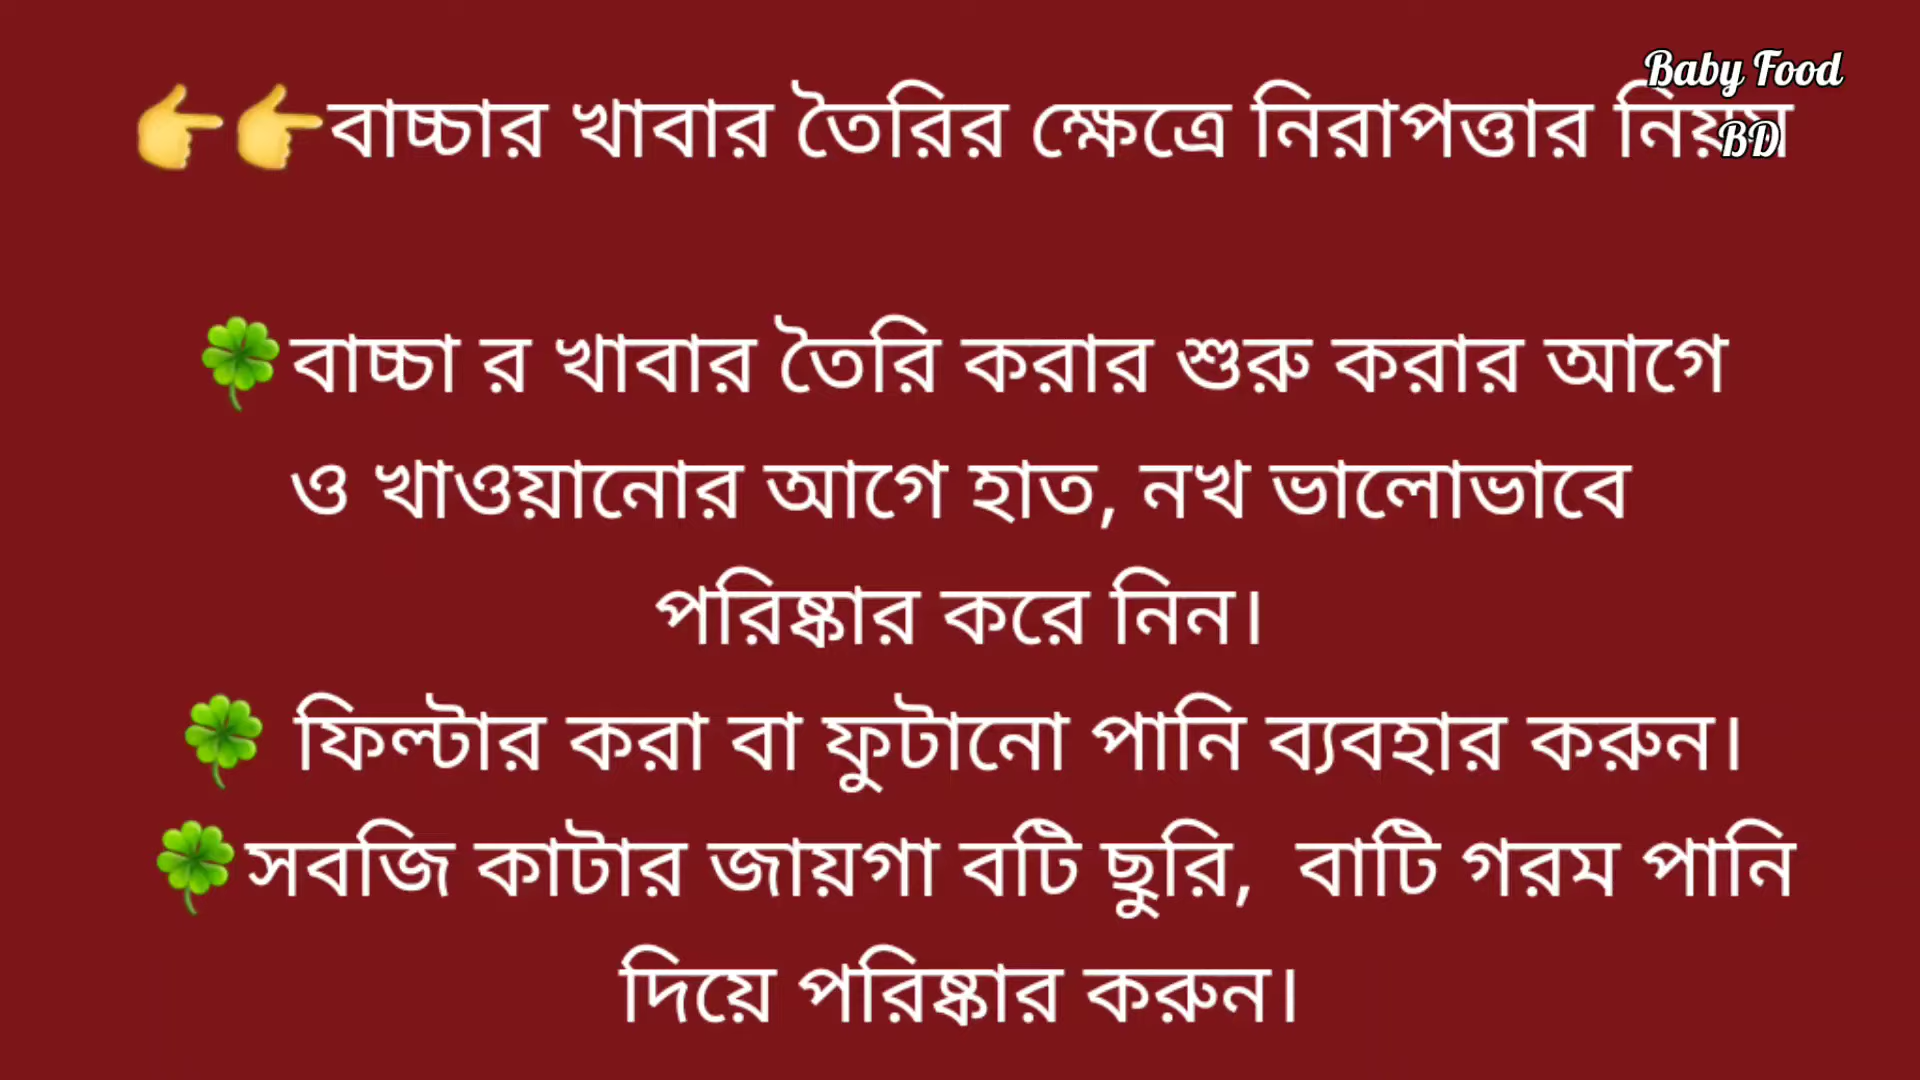 Baby Food
BD
👉👉বাচ্চার খাবার তৈরির ক্ষেত্রে নিরাপত্তার নিয়ম
🍀বাচ্চা র খাবার তৈরি করার শুরু করার আগে
ও খাওয়ানোর আগে হাত, নখ ভালোভাবে
পরিষ্কার করে নিন।
🍀 ফিল্টার করা বা ফুটানো পানি ব্যবহার করুন।
🍀সবজি কাটার জায়গা বটি ছুরি, বাটি গরম পানি
দিয়ে পরিষ্কার করুন।